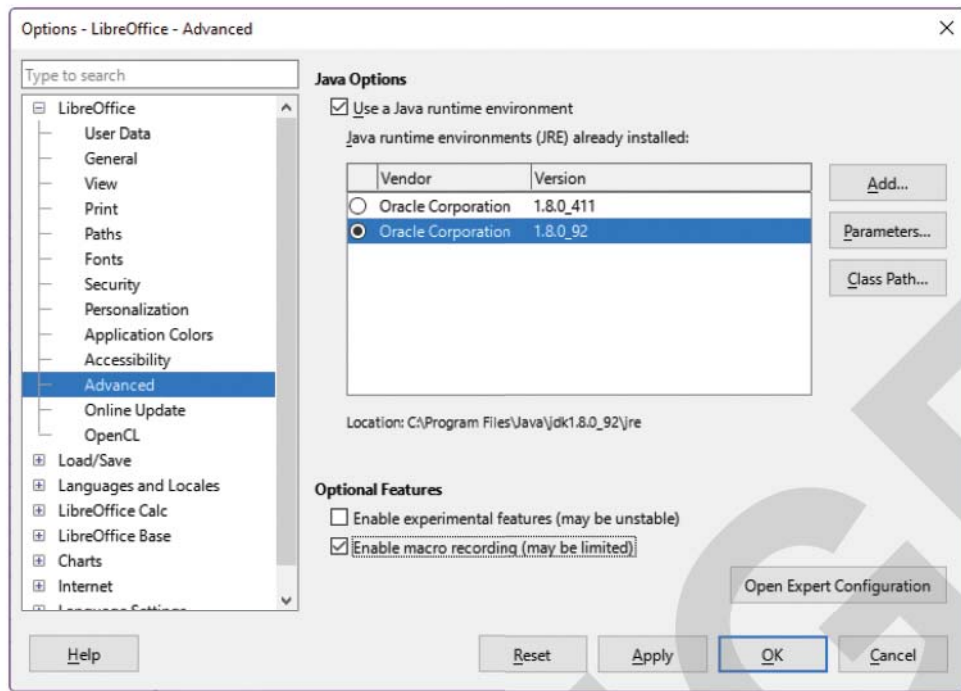 Options - LibreOffice - Advanced
Type to search
LibreOffice
User Data
General
View
Print
Paths
Fonts
Security
Personalization
Application Colors
Accessibility
Advanced
Online Update
OpenCL
Load/Save
Languages and Locales
LibreOffice Calc
LibreOffice Base
Charts
Internet
Language Settings
Java Options
Use a Java runtime environment
Java runtime environments (JRE) already installed:
Vendor Version
Oracle Corporation 1.8.0_411
Oracle Corporation 1.8.0_92
Add...
Parameters...
Class Path...
Location: C:\Program Files\Java\jdk1.8.0_92\jre
Optional Features
Enable experimental features (may be unstable)
Enable macro recording (may be limited)
Open Expert Configuration
Help Reset Apply OK Cancel